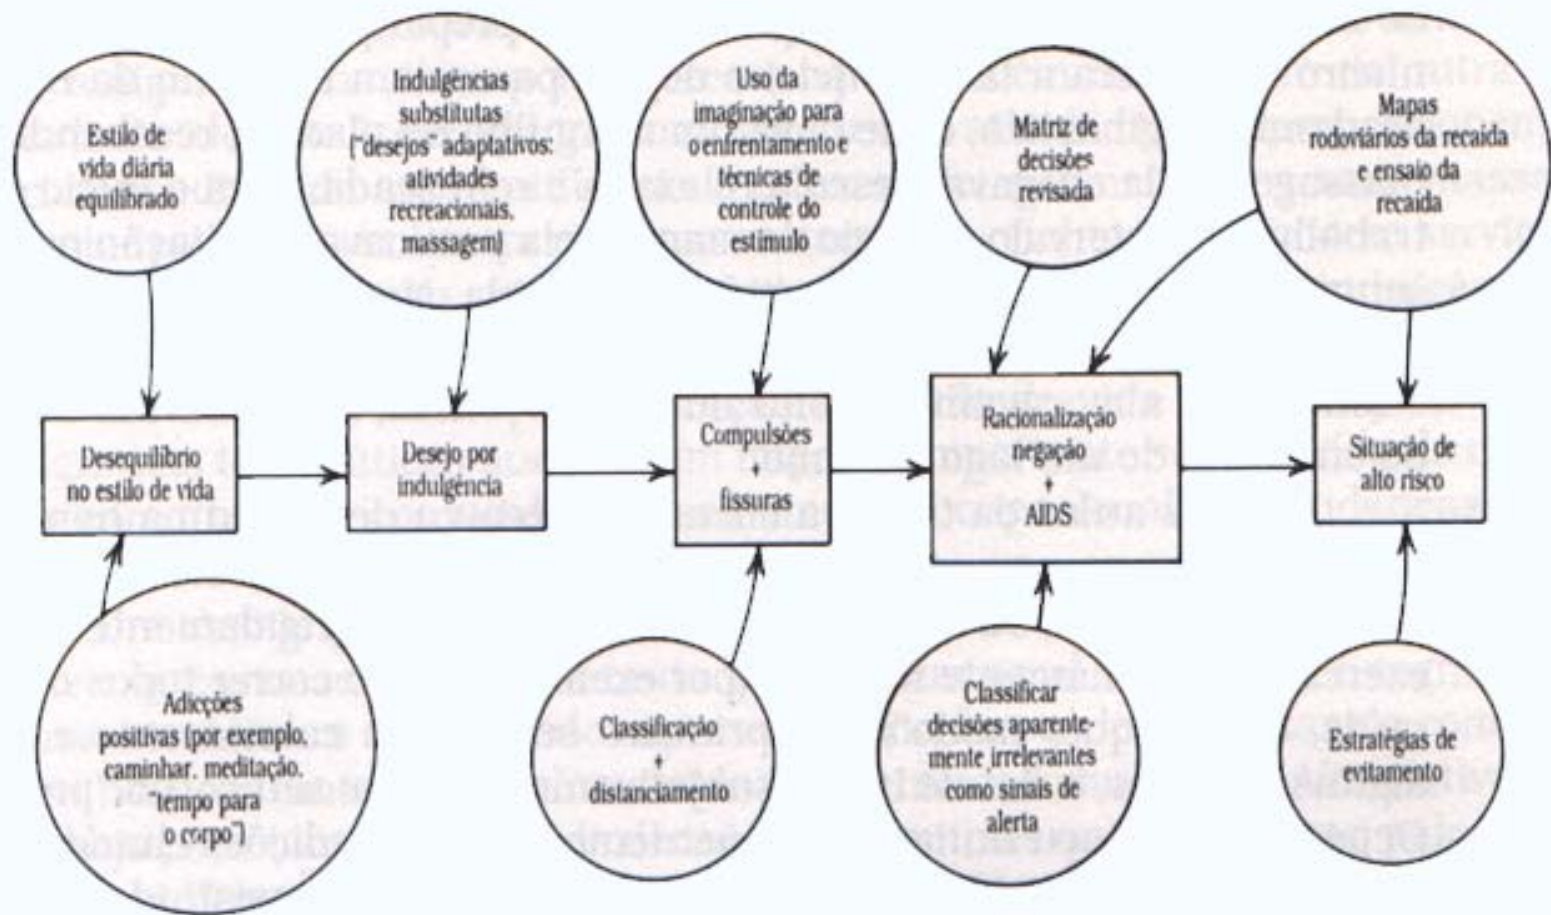 Estilo de
vida diária
equilibrado
Indulgências
substitutas
("desejos" adaptativos:
atividades
recreacionais,
massagem)
Uso da
imaginação para
o enfrentamento e
técnicas de
controle do
estímulo
Matriz de
decisões
revisada
Mapas
rodoviários da recaída
e ensaio da
recaída
Desequilíbrio
no estilo de vida
Desejo por
indulgência
Compulsões
+
fissuras
Racionalização
negação
+
AIDS
Situação de
alto risco
Adicções
positivas (por exemplo,
caminhar, meditação,
"tempo para
o corpo")
Classificação
+
distanciamento
Classificar
decisões aparente-
mente irrelevantes
como sinais de
alerta
Estratégias de
evitamento